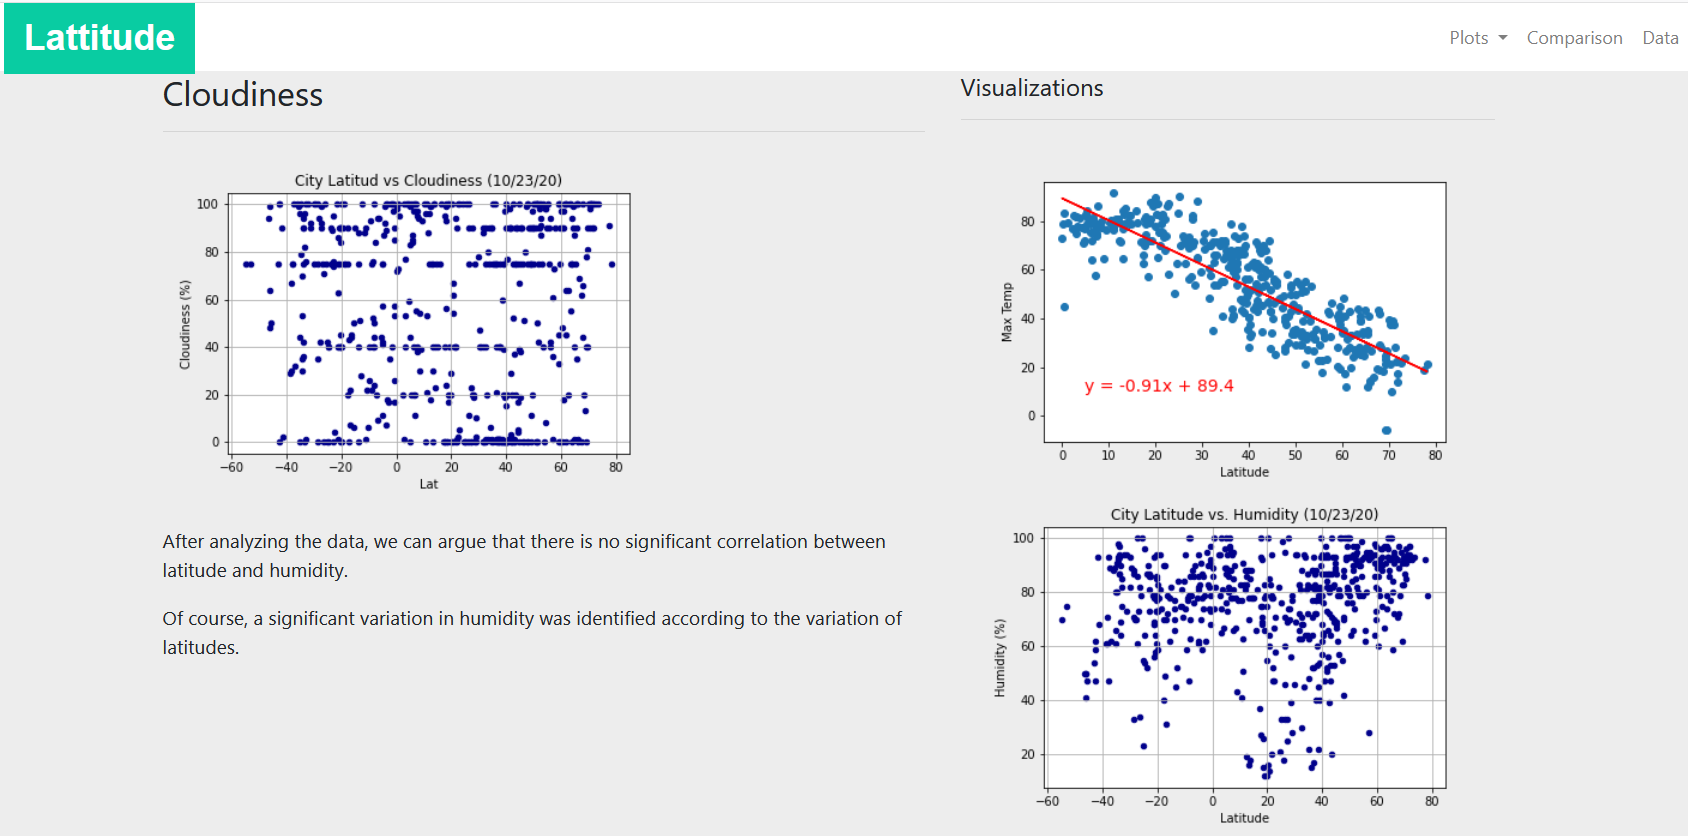 Lattitude
Plots
Comparison
Data
Cloudiness
City Latitud vs Cloudiness (10/23/20)
Cloudiness (%)
100
80
60
40
20
0
−60 −40 −20 0 20 40 60 80
Lat
After analyzing the data, we can argue that there is no significant correlation between
latitude and humidity.
Of course, a significant variation in humidity was identified according to the variation of
latitudes.
Visualizations
Max Temp
80
60
40
20
0
y = -0.91x + 89.4
0 10 20 30 40 50 60 70 80
Latitude
City Latitude vs. Humidity (10/23/20)
Humidity (%)
100
80
60
40
20
−60 −40 −20 0 20 40 60 80
Latitude